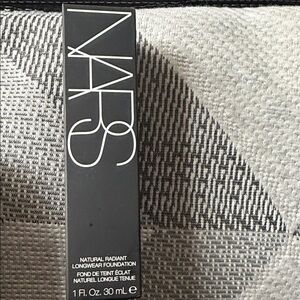 NARS
NATURAL RADIANT
LONGWEAR FOUNDATION
FOND DE TEINT ÉCLAT
NATUREL LONGUE TENUE
1 Fl. Oz. 30 mL ℮